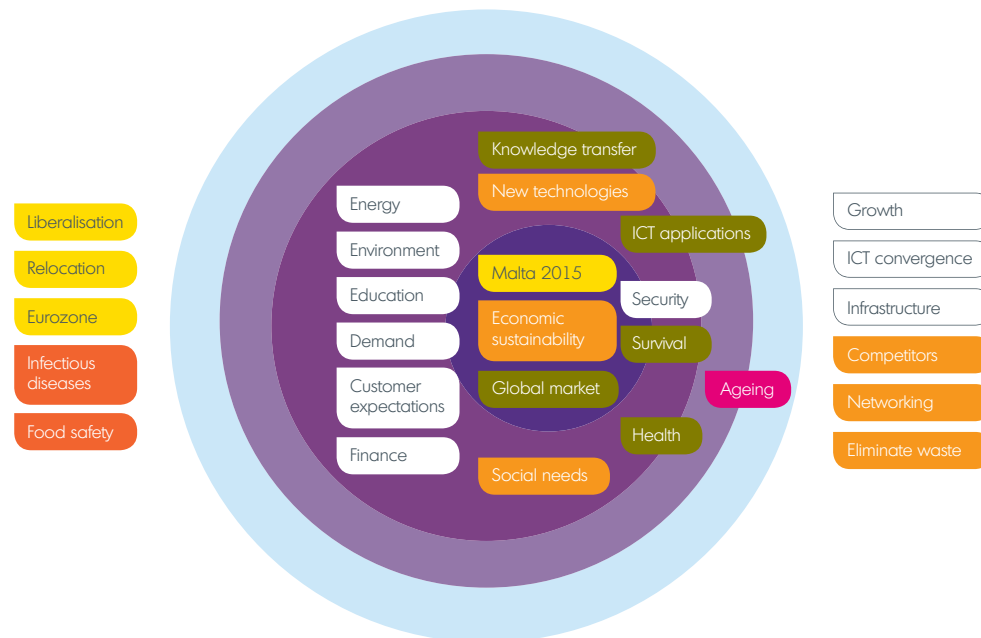 Liberalisation
Relocation
Eurozone
Infectious
diseases
Food safety
Energy
Environment
Education
Demand
Customer
expectations
Finance
Knowledge transfer
New technologies
Malta 2015
Economic
sustainability
Global market
Social needs
ICT applications
Security
Survival
Ageing
Health
Growth
ICT convergence
Infrastructure
Competitors
Networking
Eliminate waste